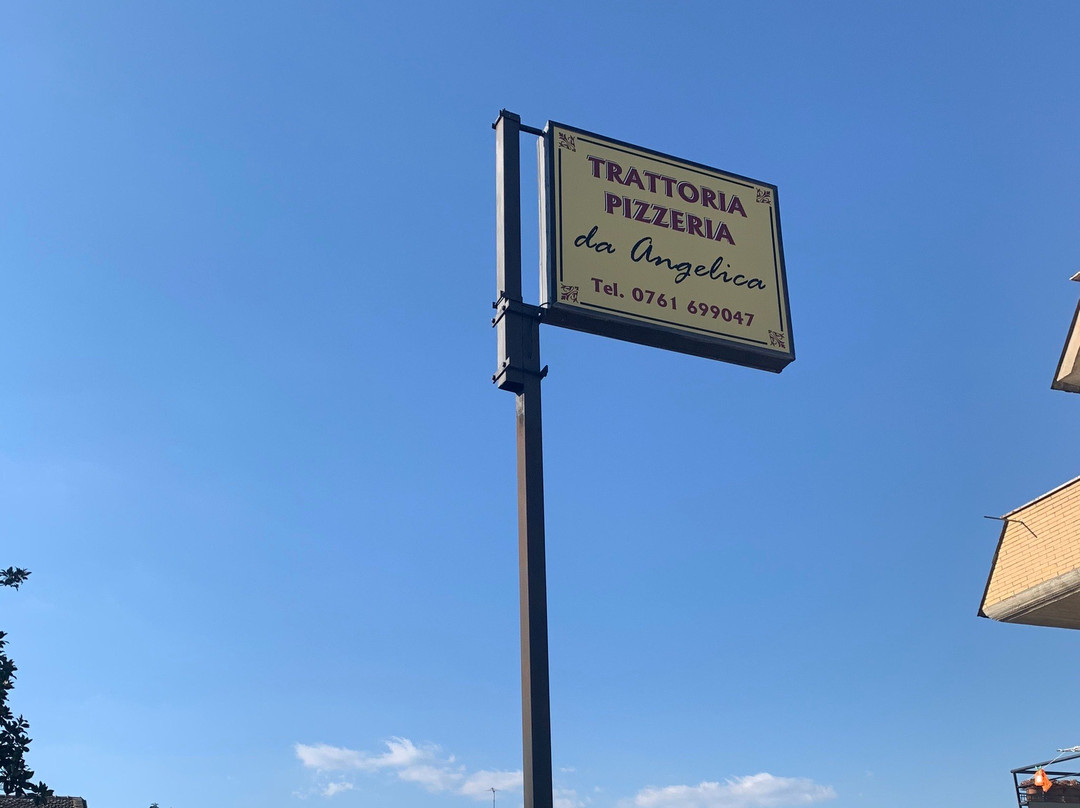 TRATTORIA
PIZZERIA
da Angelica
Tel. 0761 699047